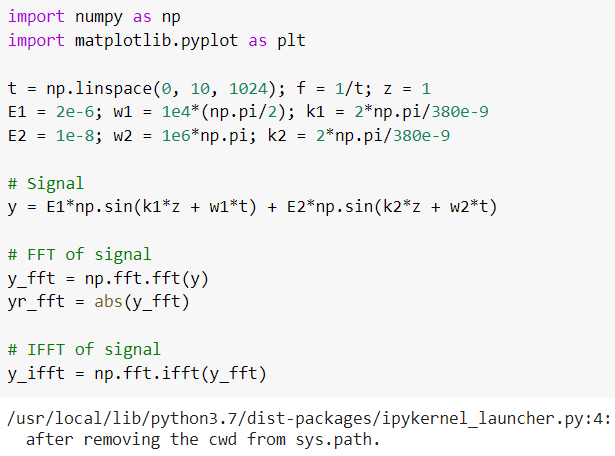 import numpy as np
import matplotlib.pyplot as plt
t = np.linspace(0, 10, 1024); f = 1/t; z = 1
E1 = 2e-6; w1 = 1e4*(np.pi/2); k1 = 2*np.pi/380e-9
E2 = 1e-8; w2 = 1e6*np.pi; k2 = 2*np.pi/380e-9
# Signal
y = E1*np.sin(k1*z + w1*t) + E2*np.sin(k2*z + w2*t)
# FFT of signal
y_fft = np.fft.fft(y)
yr_fft = abs(y_fft)
# IFFT of signal
y_ifft = np.fft.ifft(y_fft)
/usr/local/lib/python3.7/dist-packages/ipykernel_launcher.py:4:
after removing the cwd from sys.path.